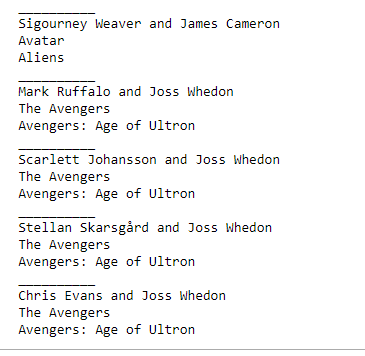 __________
Sigourney Weaver and James Cameron
Avatar
Aliens
__________
Mark Ruffalo and Joss Whedon
The Avengers
Avengers: Age of Ultron
__________
Scarlett Johansson and Joss Whedon
The Avengers
Avengers: Age of Ultron
__________
Stellan Skarsgård and Joss Whedon
The Avengers
Avengers: Age of Ultron
__________
Chris Evans and Joss Whedon
The Avengers
Avengers: Age of Ultron